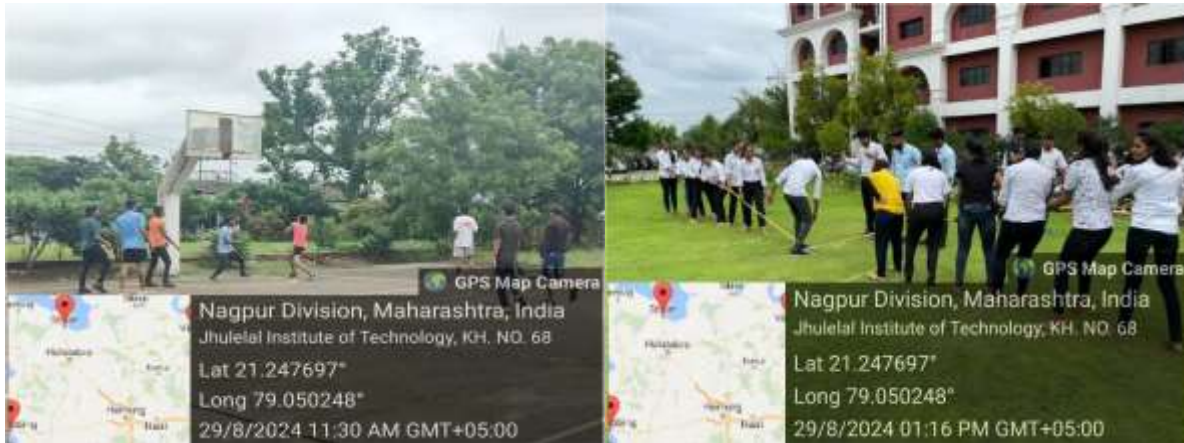 GPS Map Camera
Nagpur Division, Maharashtra, India
Jhulelal Institute of Technology, KH. NO. 68
Lat 21.247697°
Long 79.050248°
29/8/2024 11:30 AM GMT+05:00
GPS Map Camera
Nagpur Division, Maharashtra, India
Jhulelal Institute of Technology, KH. NO. 68
Lat 21.247697°
Long 79.050248°
29/8/2024 01:16 PM GMT+05:00